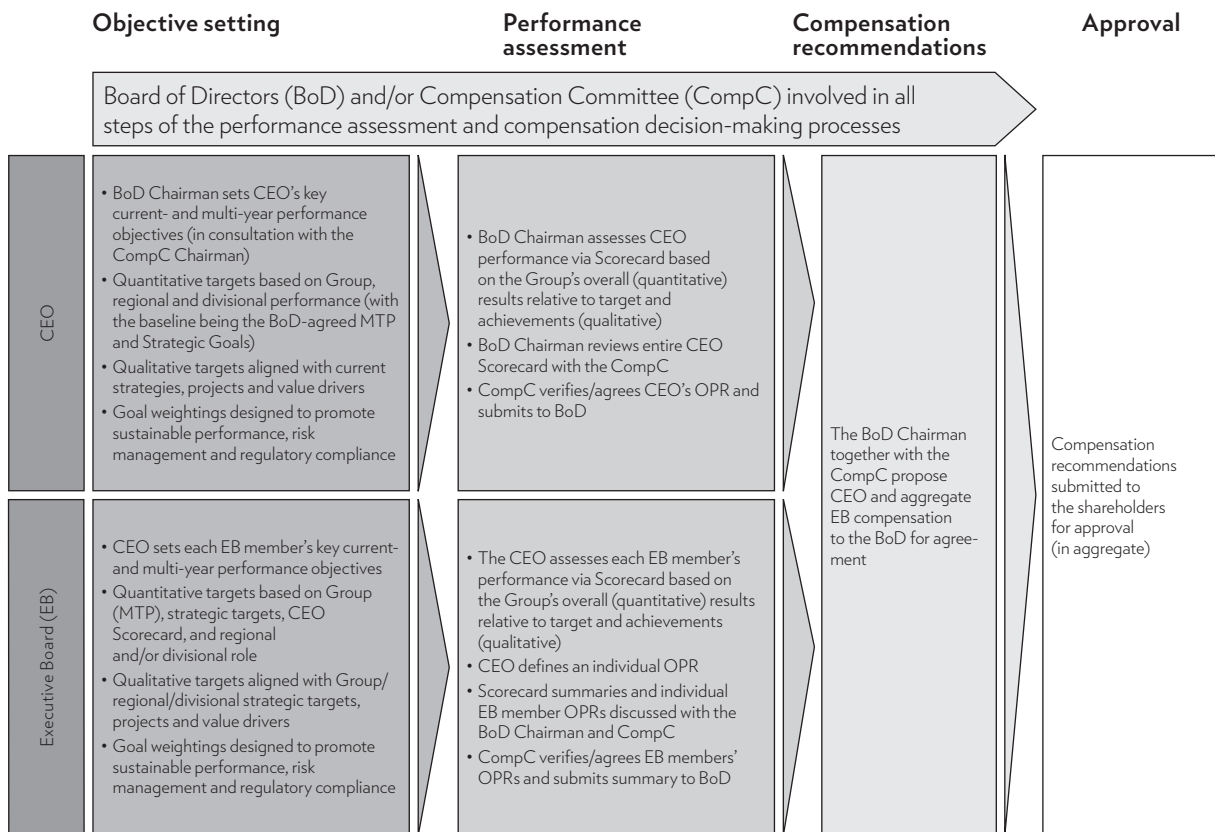 Objective setting
Performance
assessment
Compensation
recommendations
Approval
Board of Directors (BoD) and/or Compensation Committee (CompC) involved in all
steps of the performance assessment and compensation decision-making processes
CEO
• BoD Chairman sets CEO's key
current- and multi-year performance
objectives (in consultation with the
CompC Chairman)
• Quantitative targets based on Group,
regional and divisional performance (with
the baseline being the BoD-agreed MTP
and Strategic Goals)
• Qualitative targets aligned with current
strategies, projects and value drivers
• Goal weightings designed to promote
sustainable performance, risk
management and regulatory compliance
• BoD Chairman assesses CEO
performance via Scorecard based
on the Group's overall (quantitative)
results relative to target and
achievements (qualitative)
• BoD Chairman reviews entire CEO
Scorecard with the CompC
• CompC verifies/agrees CEO's OPR and
submits to BoD
Executive Board (EB)
• CEO sets each EB member's key current-
and multi-year performance objectives
• Quantitative targets based on Group
(MTP), strategic targets, CEO
Scorecard, and regional
and/or divisional role
• Qualitative targets aligned with Group/
regional/divisional strategic targets,
projects and value drivers
• Goal weightings designed to promote
sustainable performance, risk
management and regulatory compliance
• The CEO assesses each EB member's
performance via Scorecard based on
the Group's overall (quantitative) results
relative to target and achievements
(qualitative)
• CEO defines an individual OPR
• Scorecard summaries and individual
EB member OPRs discussed with the
BoD Chairman and CompC
• CompC verifies/agrees EB members'
OPRs and submits summary to BoD
The BoD Chairman
together with the
CompC propose
CEO and aggregate
EB compensation
to the BoD for agree-
ment
Compensation
recommendations
submitted to
the shareholders
for approval
(in aggregate)